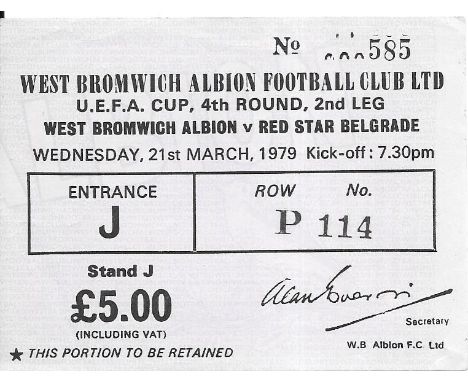 No 585
WEST BROMWICH ALBION FOOTBALL CLUB LTD
U.E.F.A. CUP, 4th ROUND, 2nd LEG
WEST BROMWICH ALBION v RED STAR BELGRADE
WEDNESDAY, 21st MARCH, 1979 Kick-off: 7.30pm
ENTRANCE ROW No.
J P 114
Stand J
£5.00
(INCLUDING VAT)
Secretary
W.B Albion F.C Ltd
★ THIS PORTION TO BE RETAINED